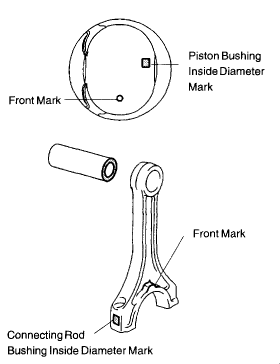 Piston Bushing
Inside Diameter
Mark
Front Mark
Front Mark
Connecting Rod
Bushing Inside Diameter Mark